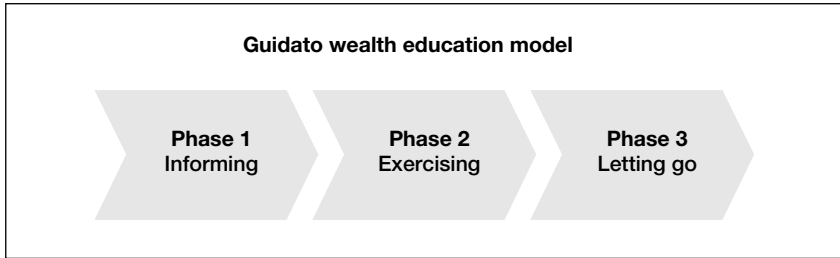 Guidato wealth education model
Phase 1
Informing
Phase 2
Exercising
Phase 3
Letting go